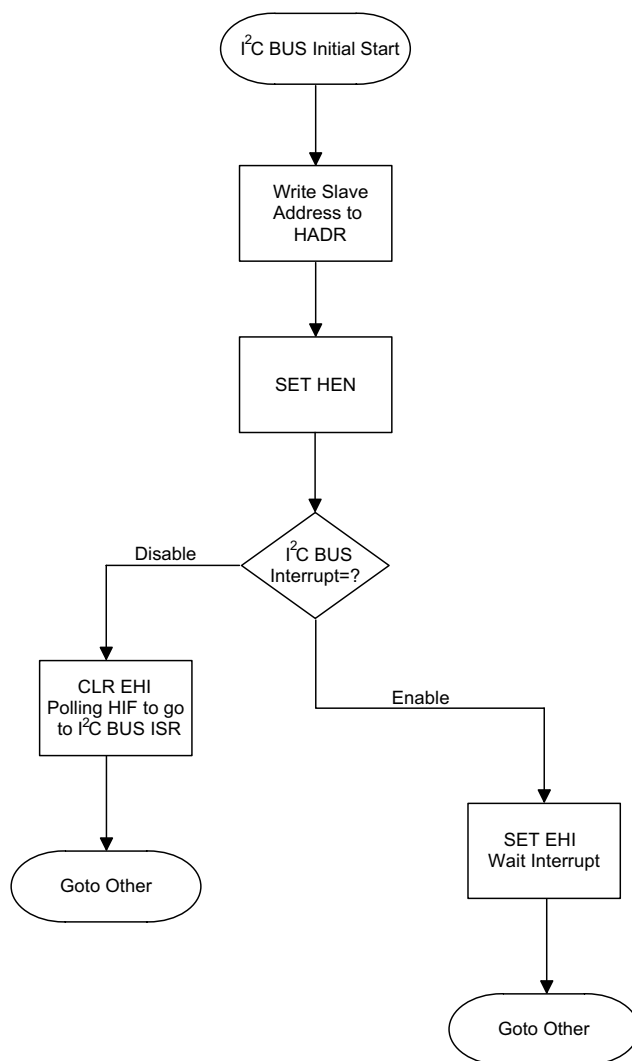 I²C BUS Initial Start
Write Slave
Address to
HADR
SET HEN
I²C BUS
Interrupt=?
Disable
CLR EHI
Polling HIF to go
to I²C BUS ISR
Goto Other
Enable
SET EHI
Wait Interrupt
Goto Other